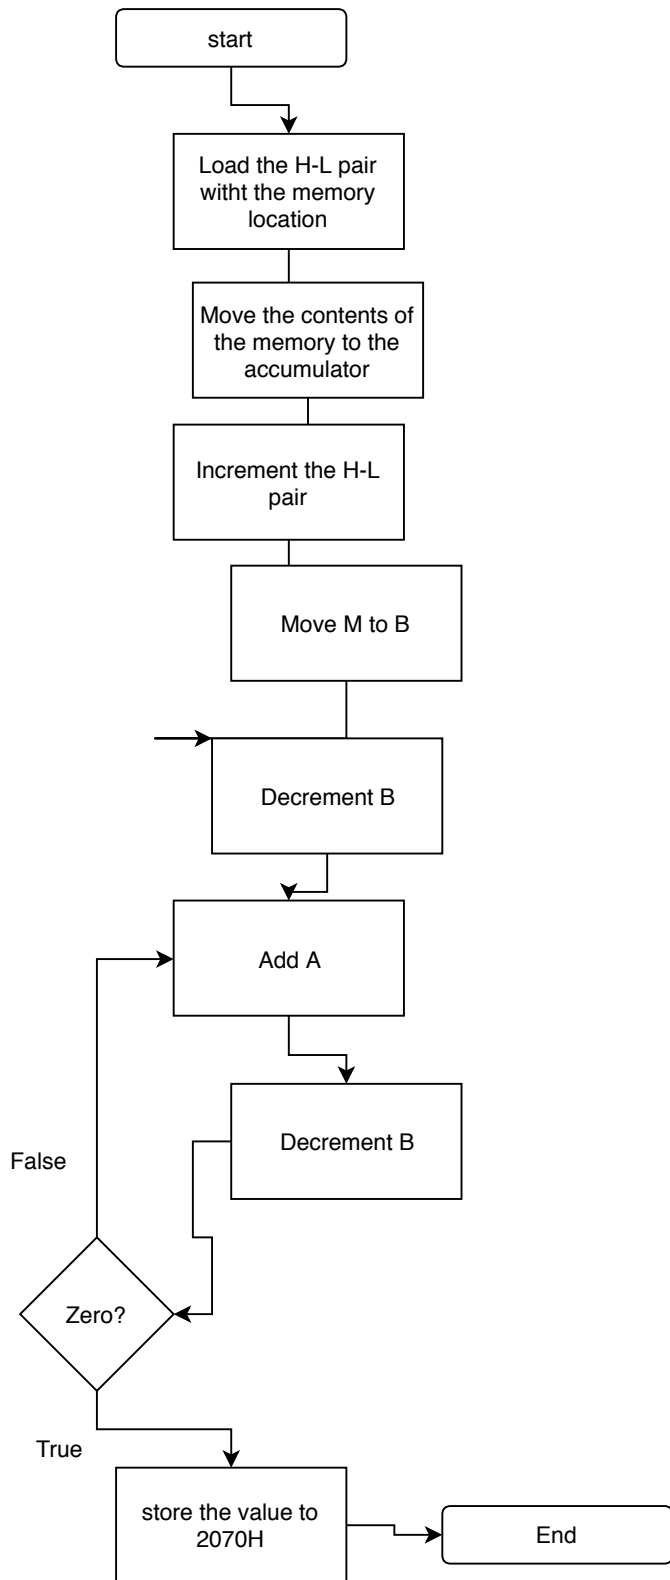 start
Load the H-L pair
witht the memory
location
Move the contents of
the memory to the
accumulator
Increment the H-L
pair
Move M to B
Decrement B
Add A
Decrement B
False
Zero?
True
store the value to
2070H
End